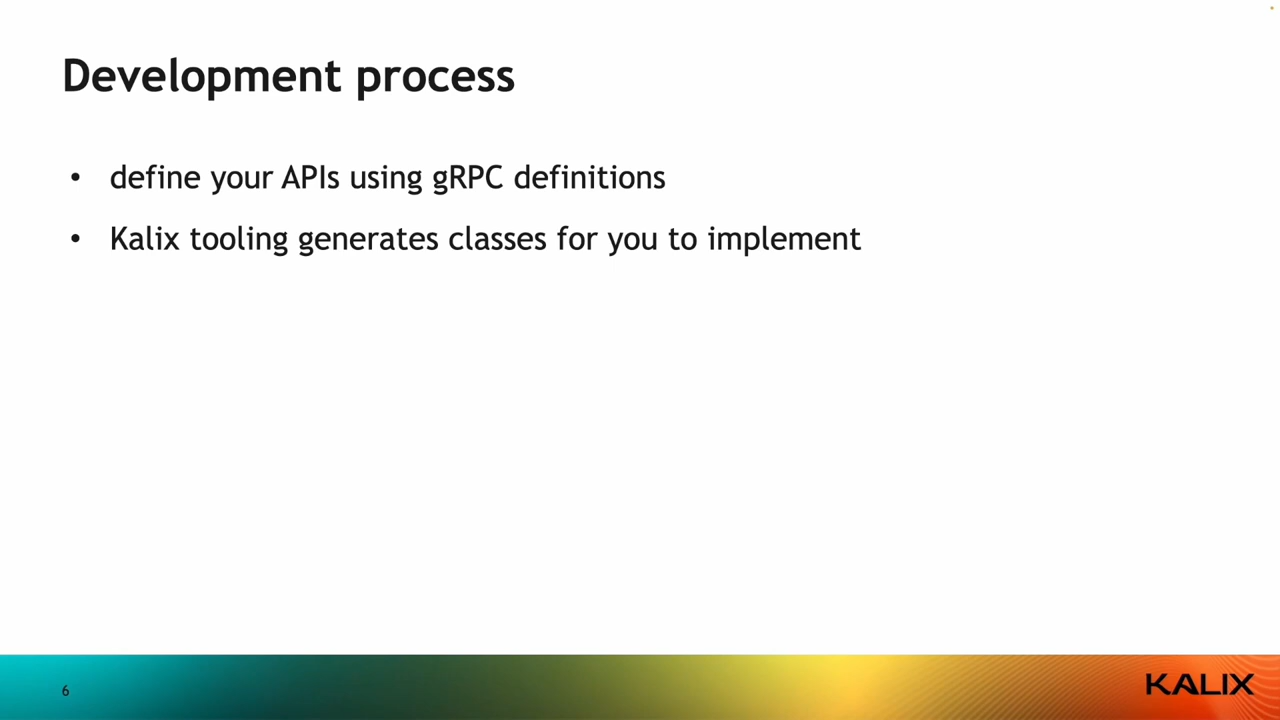 Development process
• define your APIs using gRPC definitions
• Kalix tooling generates classes for you to implement
6
KALIX